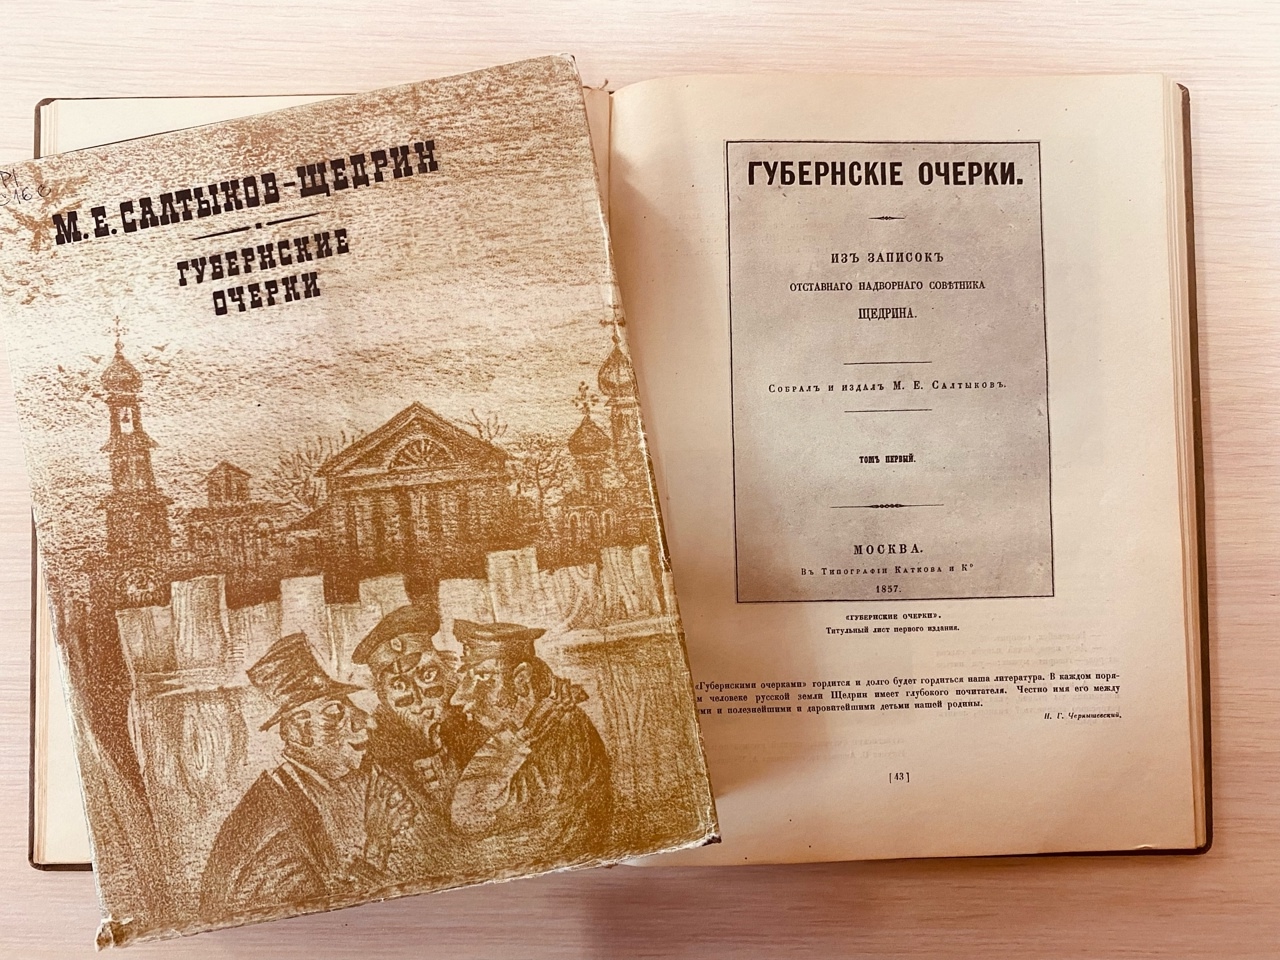 М. Е. САЛТЫКОВ-ЩЕДРИН
ГУБЕРНСКИЕ
ОЧЕРКИ
ГУБЕРНСКІЕ ОЧЕРКИ.
ИЗЪ ЗАПИСОКЪ
ОТСТАВНАГО НАДВОРНАГО СОВѢТНИКА
ЩЕДРИНА.
СОБРАЛЪ И ИЗДАЛЪ М. Е. САЛТЫКОВЪ.
ТОМЪ ПЕРВЫЙ.
МОСКВА.
ВЪ ТИПОГРАФІИ КАТКОВА И К°
1857.
«ГУБЕРНСКИЕ ОЧЕРКИ».
Титульный лист первого издания.
«Губернскими очерками» гордится и долго будет гордиться наша литература. В каждом поря-
м человеке русской земли Щедрин имеет глубокого почитателя. Честно имя его между
ми и полезнейшими и даровитейшими детьми нашей родины.
Н. Г. Чернышевский.
[ 43 ]